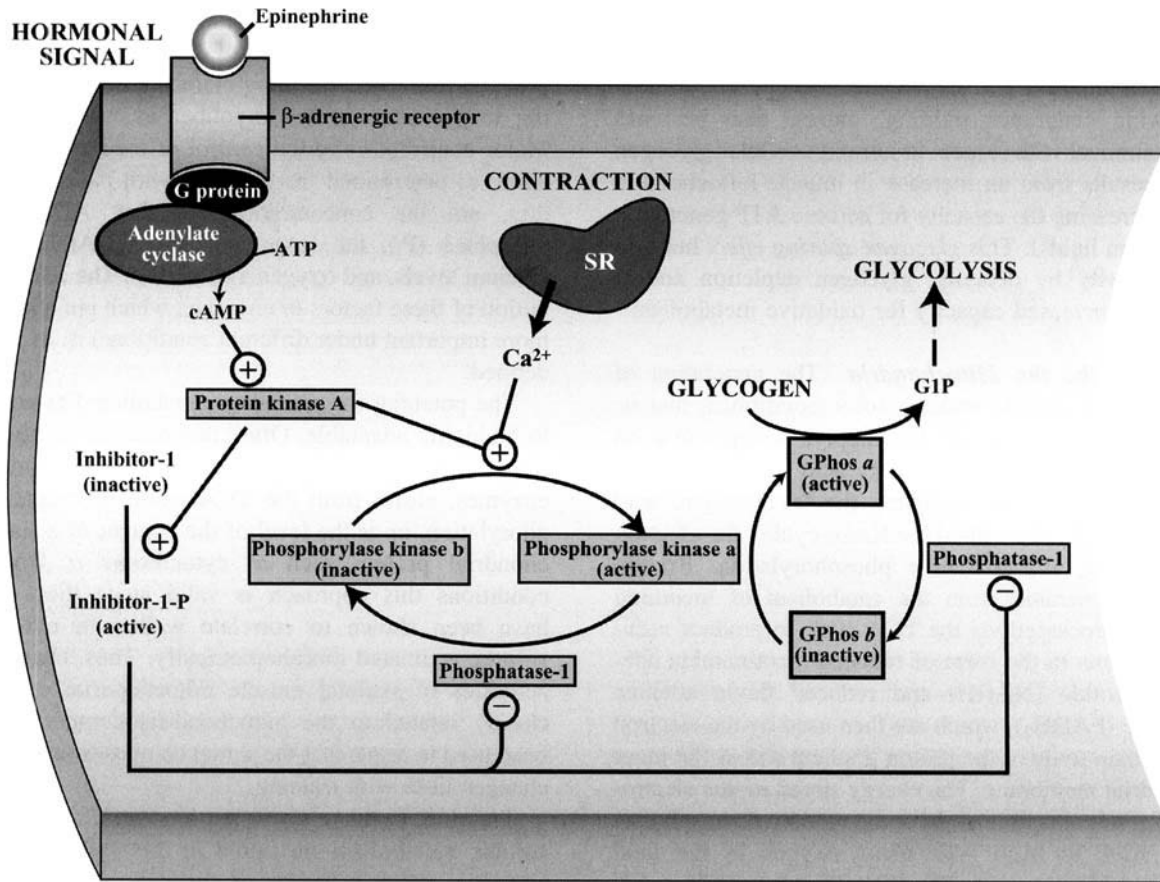 Epinephrine
HORMONAL
SIGNAL
β-adrenergic receptor
G protein
Adenylate
cyclase
ATP
cAMP
+
Protein kinase A
CONTRACTION
SR
Ca²⁺
+
GLYCOLYSIS
GLYCOGEN
G1P
GPhos a
(active)
Inhibitor-1
(inactive)
+
Inhibitor-1-P
(active)
Phosphorylase kinase b
(inactive)
Phosphorylase kinase a
(active)
Phosphatase-1
−
GPhos b
(inactive)
Phosphatase-1
−